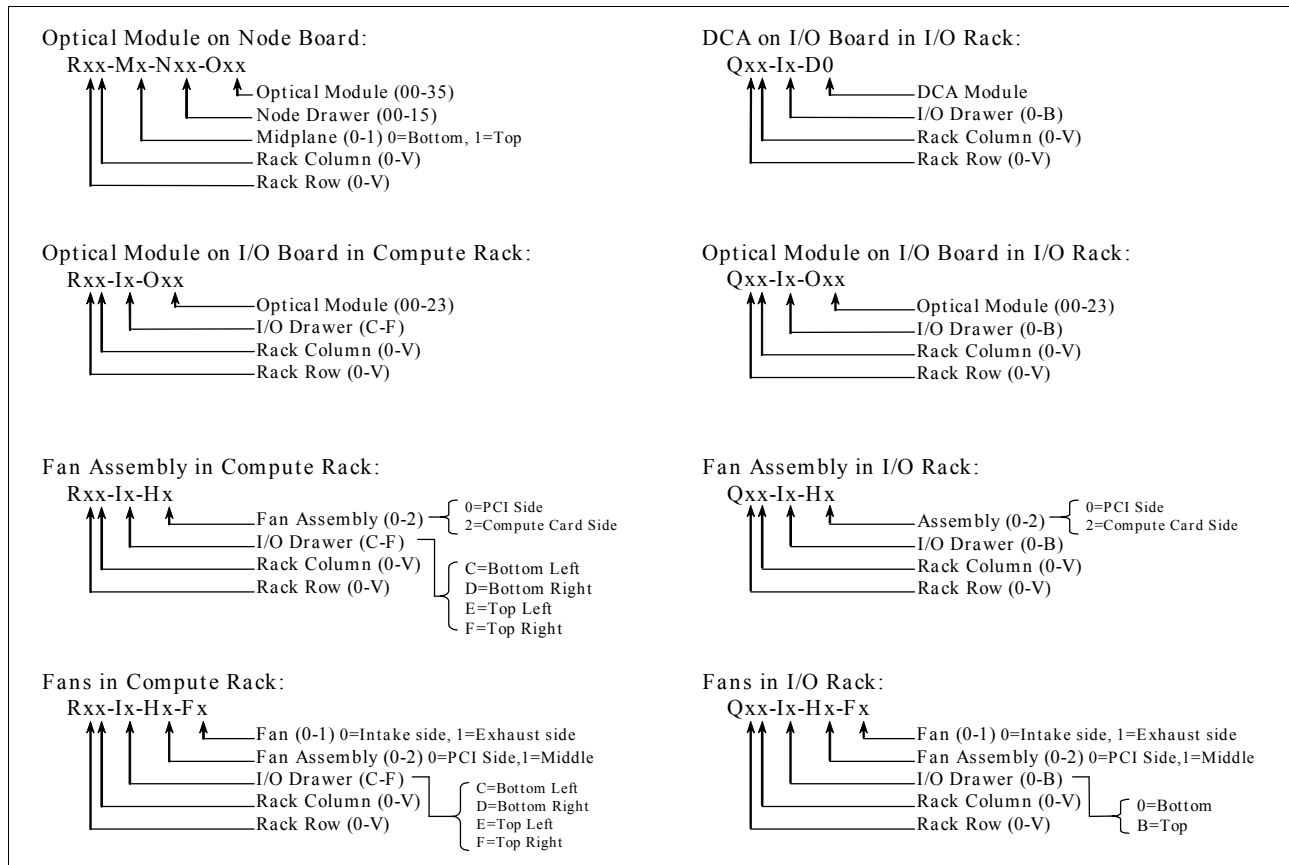 Optical Module on Node Board:
Rxx-Mx-Nxx-Oxx
Optical Module (00-35)
Node Drawer (00-15)
Midplane (0-1) 0=Bottom, 1=Top
Rack Column (0-V)
Rack Row (0-V)
DCA on I/O Board in I/O Rack:
Qxx-Ix-D0
DCA Module
I/O Drawer (0-B)
Rack Column (0-V)
Rack Row (0-V)
Optical Module on I/O Board in Compute Rack:
Rxx-Ix-Oxx
Optical Module (00-23)
I/O Drawer (C-F)
Rack Column (0-V)
Rack Row (0-V)
Optical Module on I/O Board in I/O Rack:
Qxx-Ix-Oxx
Optical Module (00-23)
I/O Drawer (0-B)
Rack Column (0-V)
Rack Row (0-V)
Fan Assembly in Compute Rack:
Rxx-Ix-Hx
Fan Assembly (0-2)
0=PCI Side
2=Compute Card Side
I/O Drawer (C-F)
Rack Column (0-V)
Rack Row (0-V)
C=Bottom Left
D=Bottom Right
E=Top Left
F=Top Right
Fan Assembly in I/O Rack:
Qxx-Ix-Hx
Assembly (0-2)
0=PCI Side
2=Compute Card Side
I/O Drawer (0-B)
Rack Column (0-V)
Rack Row (0-V)
Fans in Compute Rack:
Rxx-Ix-Hx-Fx
Fan (0-1) 0=Intake side, 1=Exhaust side
Fan Assembly (0-2) 0=PCI Side,1=Middle
I/O Drawer (C-F)
Rack Column (0-V)
Rack Row (0-V)
C=Bottom Left
D=Bottom Right
E=Top Left
F=Top Right
Fans in I/O Rack:
Qxx-Ix-Hx-Fx
Fan (0-1) 0=Intake side, 1=Exhaust side
Fan Assembly (0-2) 0=PCI Side,1=Middle
I/O Drawer (0-B)
Rack Column (0-V)
Rack Row (0-V)
0=Bottom
B=Top